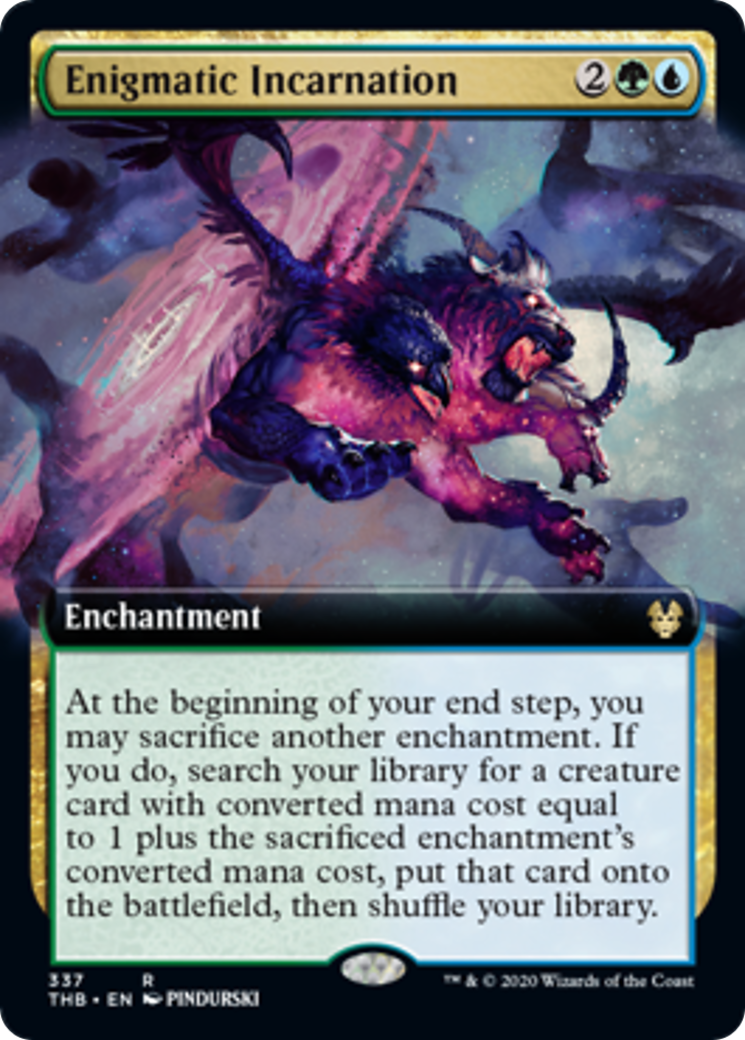 Enigmatic Incarnation 2
Enchantment
At the beginning of your end step, you
may sacrifice another enchantment. If
you do, search your library for a creature
card with converted mana cost equal
to 1 plus the sacrificed enchantment's
converted mana cost, put that card onto
the battlefield, then shuffle your library.
337 R
THB • EN PINDURSKI
™ & © 2020 Wizards of the Coast